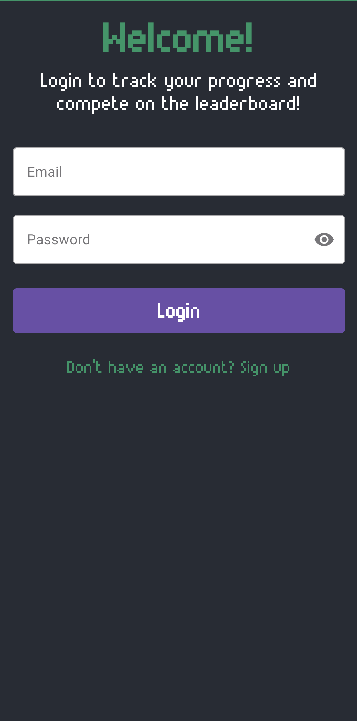 Welcome!
Login to track your progress and
compete on the leaderboard!
Email
Password
Login
Don't have an account? Sign up